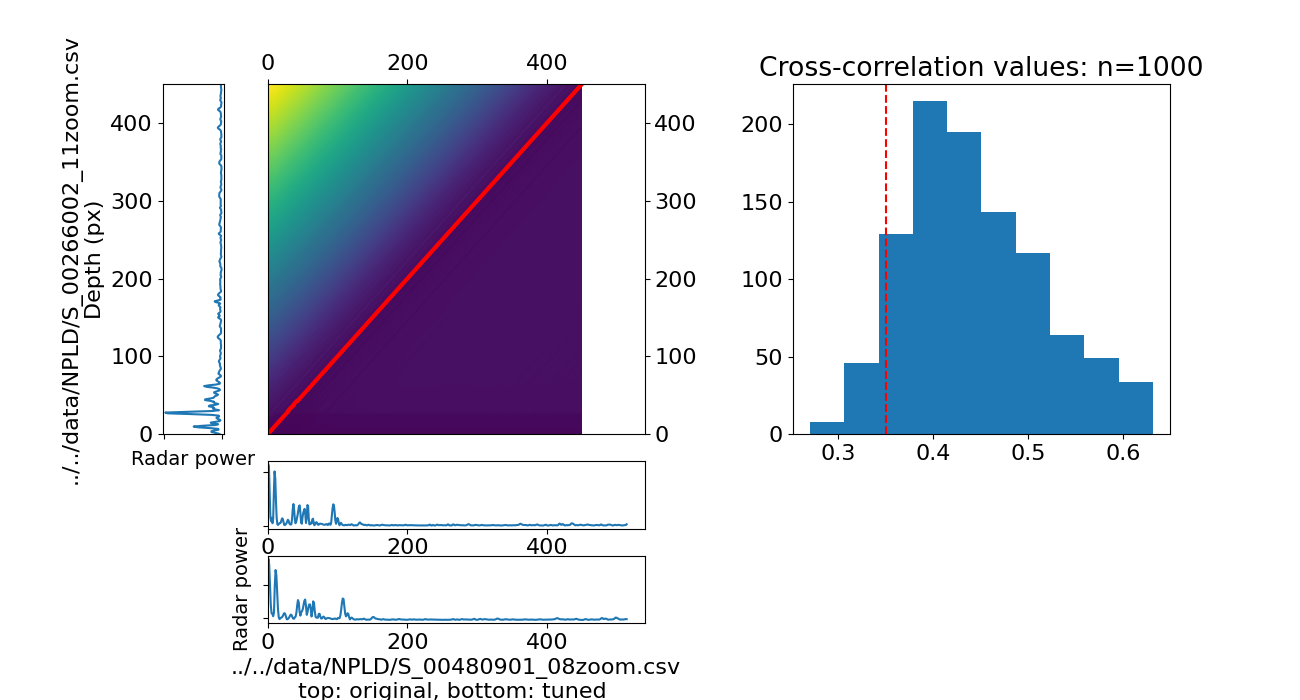 ../../data/NPLD/S_00266002_11zoom.csv
Depth (px)
0 200 400
400
300
200
100
0
Radar power
400
300
200
100
0
Cross-correlation values: n=1000
200
150
100
50
0
0.3 0.4 0.5 0.6
0 200 400
Radar power
0 200 400
../../data/NPLD/S_00480901_08zoom.csv
top: original, bottom: tuned